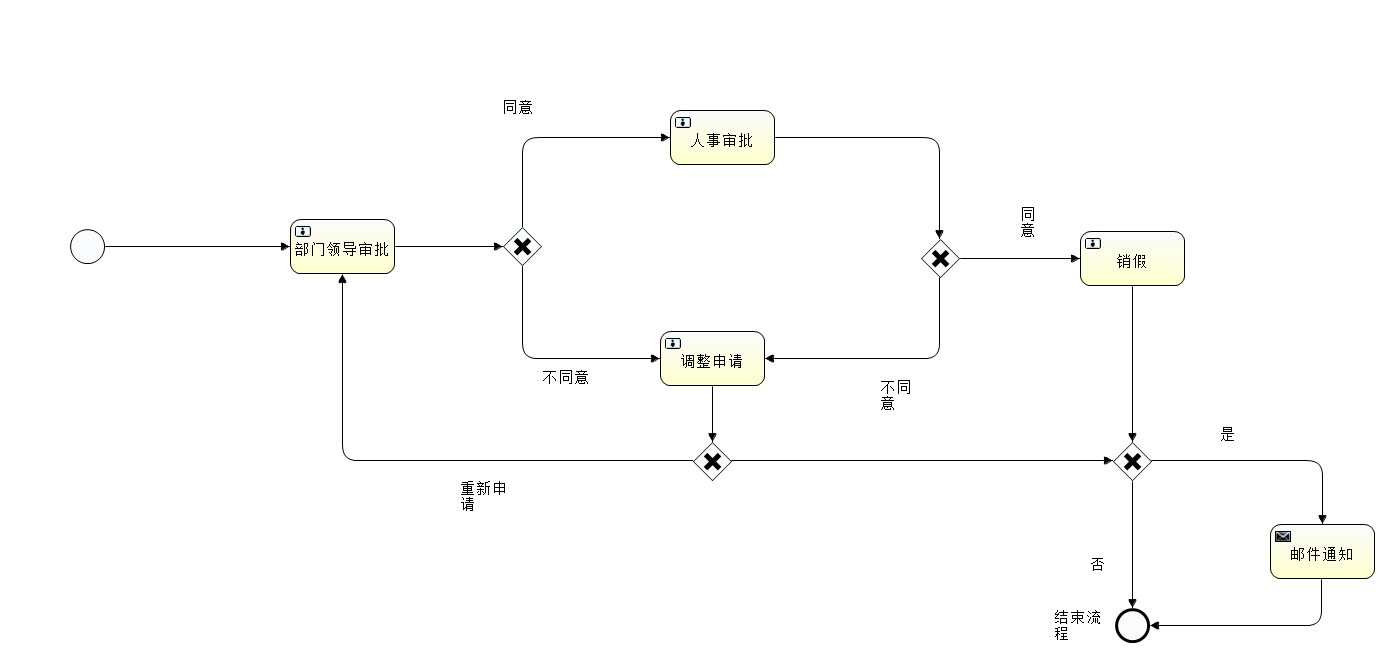 同意
人事审批
同
意
部门领导审批
销假
调整申请
不同意
不同
意
是
重新申
请
邮件通知
否
结束流
程